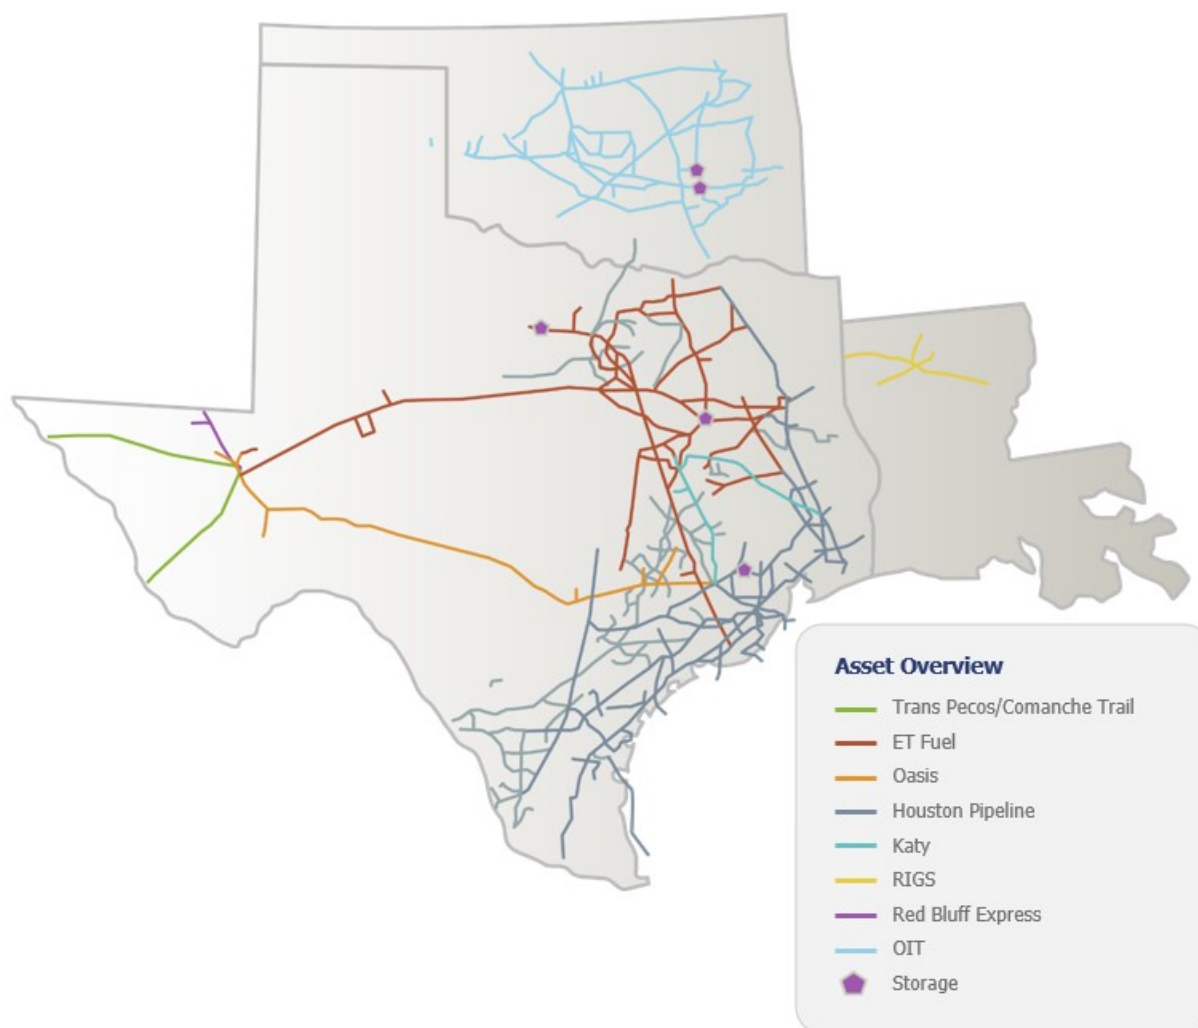 Asset Overview
Trans Pecos/Comanche Trail
ET Fuel
Oasis
Houston Pipeline
Katy
RIGS
Red Bluff Express
OIT
Storage